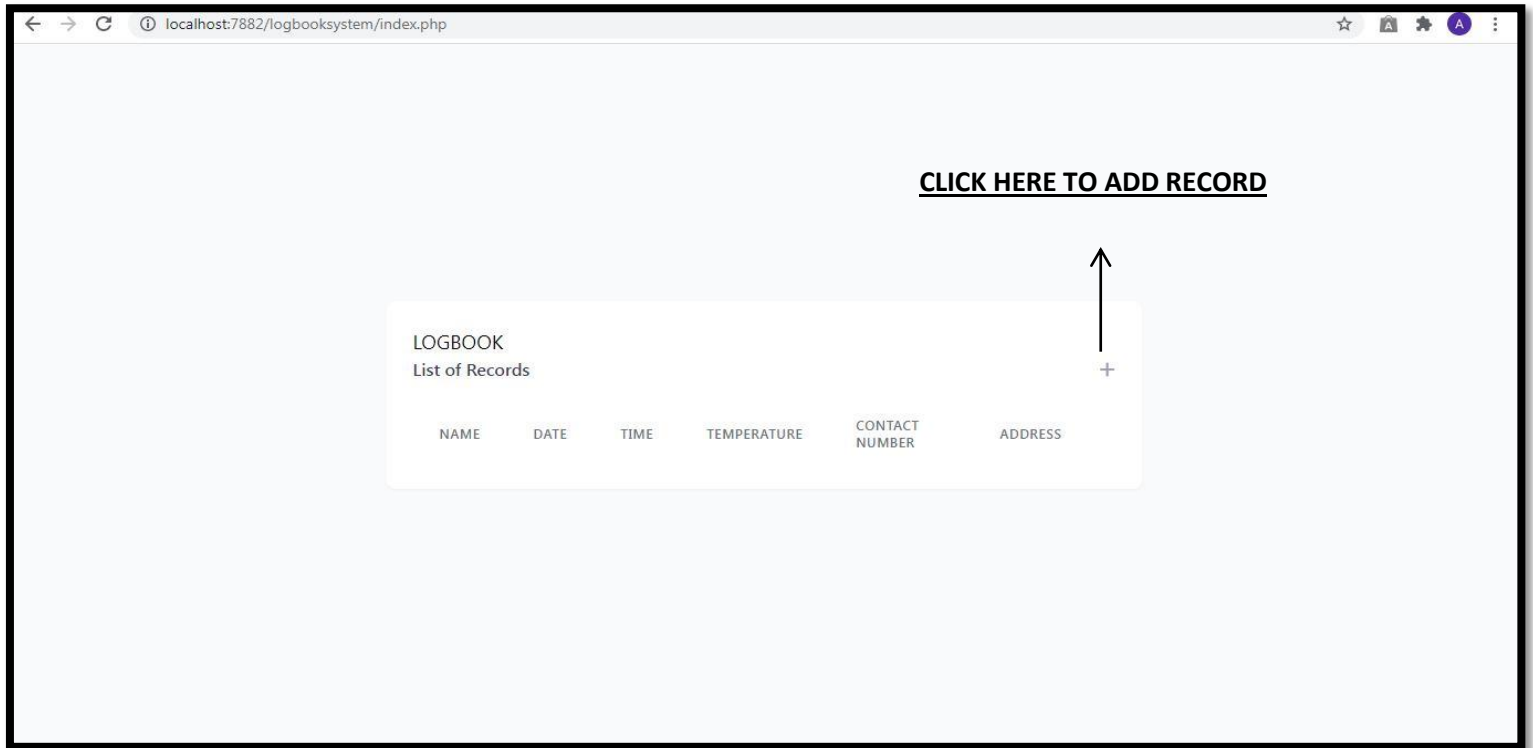 localhost:7882/logbooksystem/index.php
A
A
CLICK HERE TO ADD RECORD
LOGBOOK
List of Records
+
NAME DATE TIME TEMPERATURE CONTACT NUMBER ADDRESS